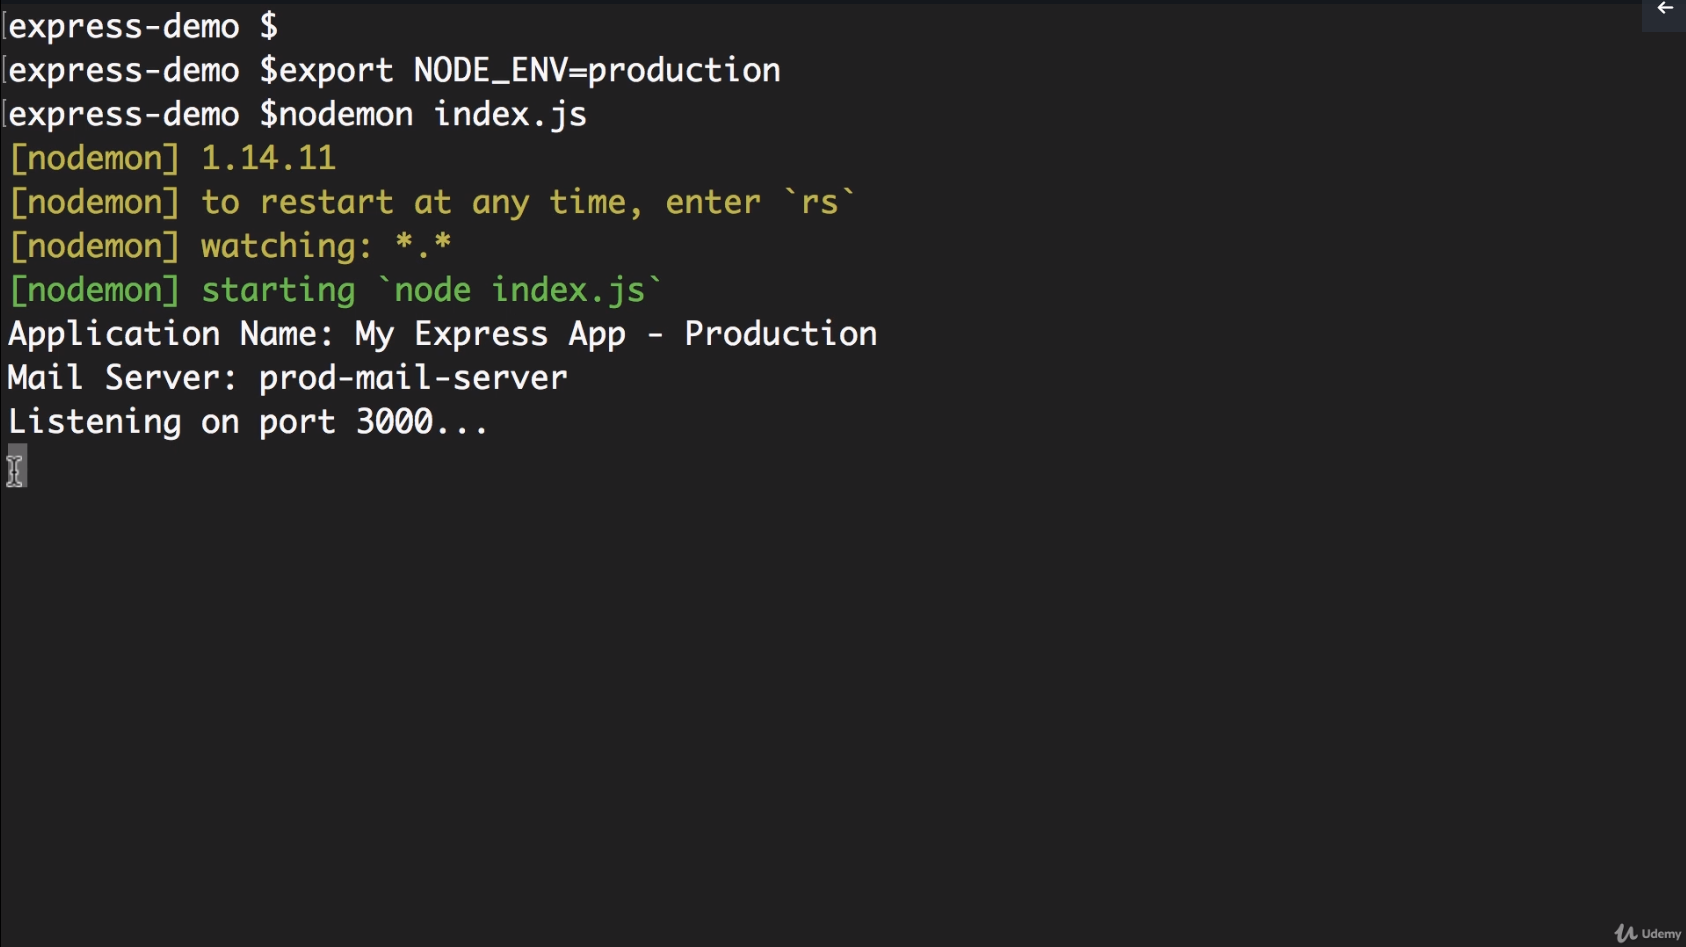 [express-demo $
[express-demo $export NODE_ENV=production
[express-demo $nodemon index.js
[nodemon] 1.14.11
[nodemon] to restart at any time, enter `rs`
[nodemon] watching: *.*
[nodemon] starting `node index.js`
Application Name: My Express App - Production
Mail Server: prod-mail-server
Listening on port 3000...
Udemy